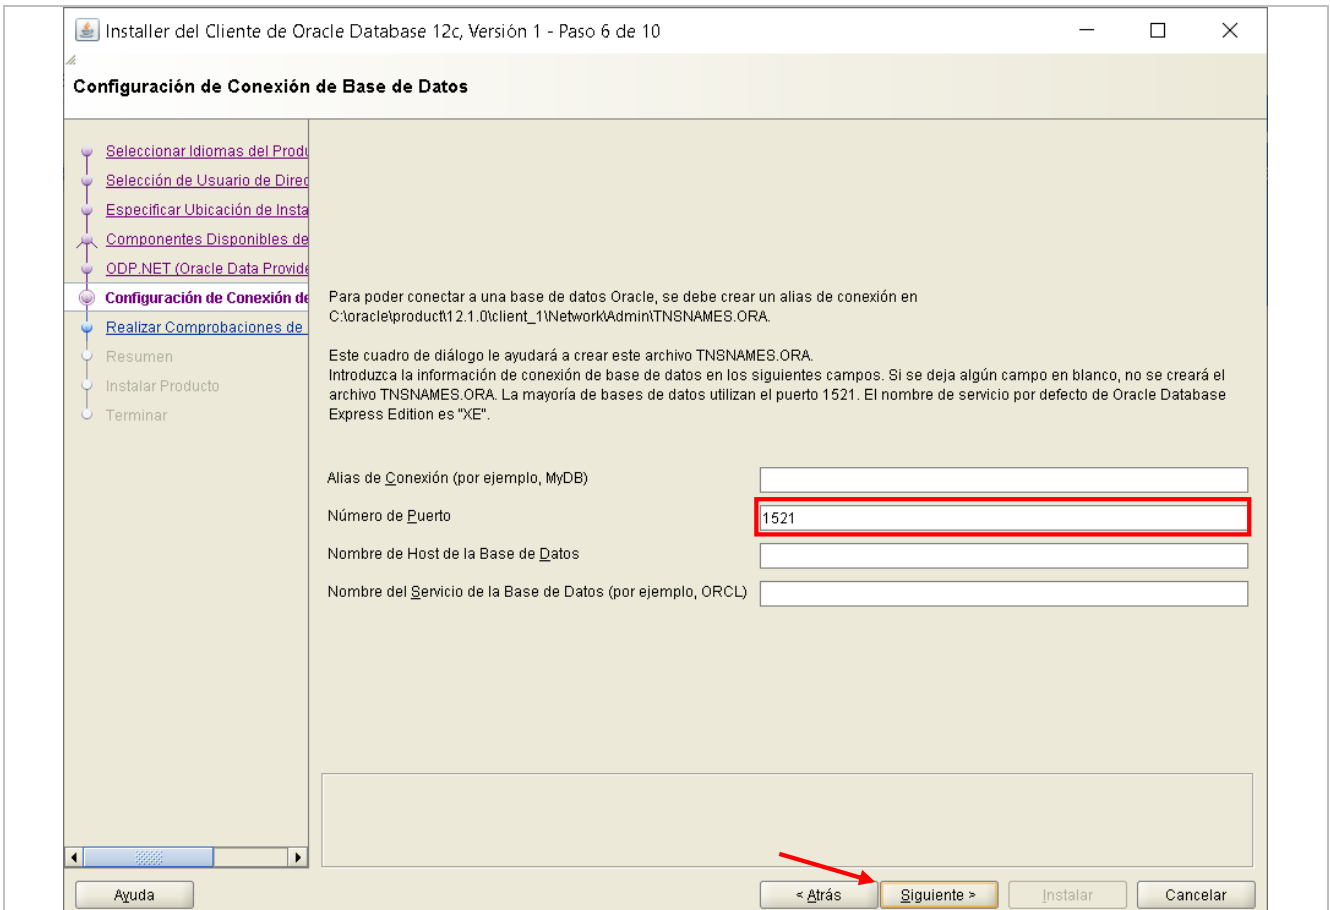 Installer del Cliente de Oracle Database 12c, Versión 1 - Paso 6 de 10
Configuración de Conexión de Base de Datos
Seleccionar Idiomas del Produ
Selección de Usuario de Direc
Especificar Ubicación de Insta
Componentes Disponibles de
ODP.NET (Oracle Data Provide
Configuración de Conexión de
Realizar Comprobaciones de
Resumen
Instalar Producto
Terminar
Para poder conectar a una base de datos Oracle, se debe crear un alias de conexión en
C:\oracle\product\12.1.0\client_1\Network\Admin\TNSNAMES.ORA.
Este cuadro de diálogo le ayudará a crear este archivo TNSNAMES.ORA.
Introduzca la información de conexión de base de datos en los siguientes campos. Si se deja algún campo en blanco, no se creará el
archivo TNSNAMES.ORA. La mayoría de bases de datos utilizan el puerto 1521. El nombre de servicio por defecto de Oracle Database
Express Edition es "XE".
Alias de Conexión (por ejemplo, MyDB)
Número de Puerto
1521
Nombre de Host de la Base de Datos
Nombre del Servicio de la Base de Datos (por ejemplo, ORCL)
Ayuda
< Atrás
Siguiente >
Instalar
Cancelar